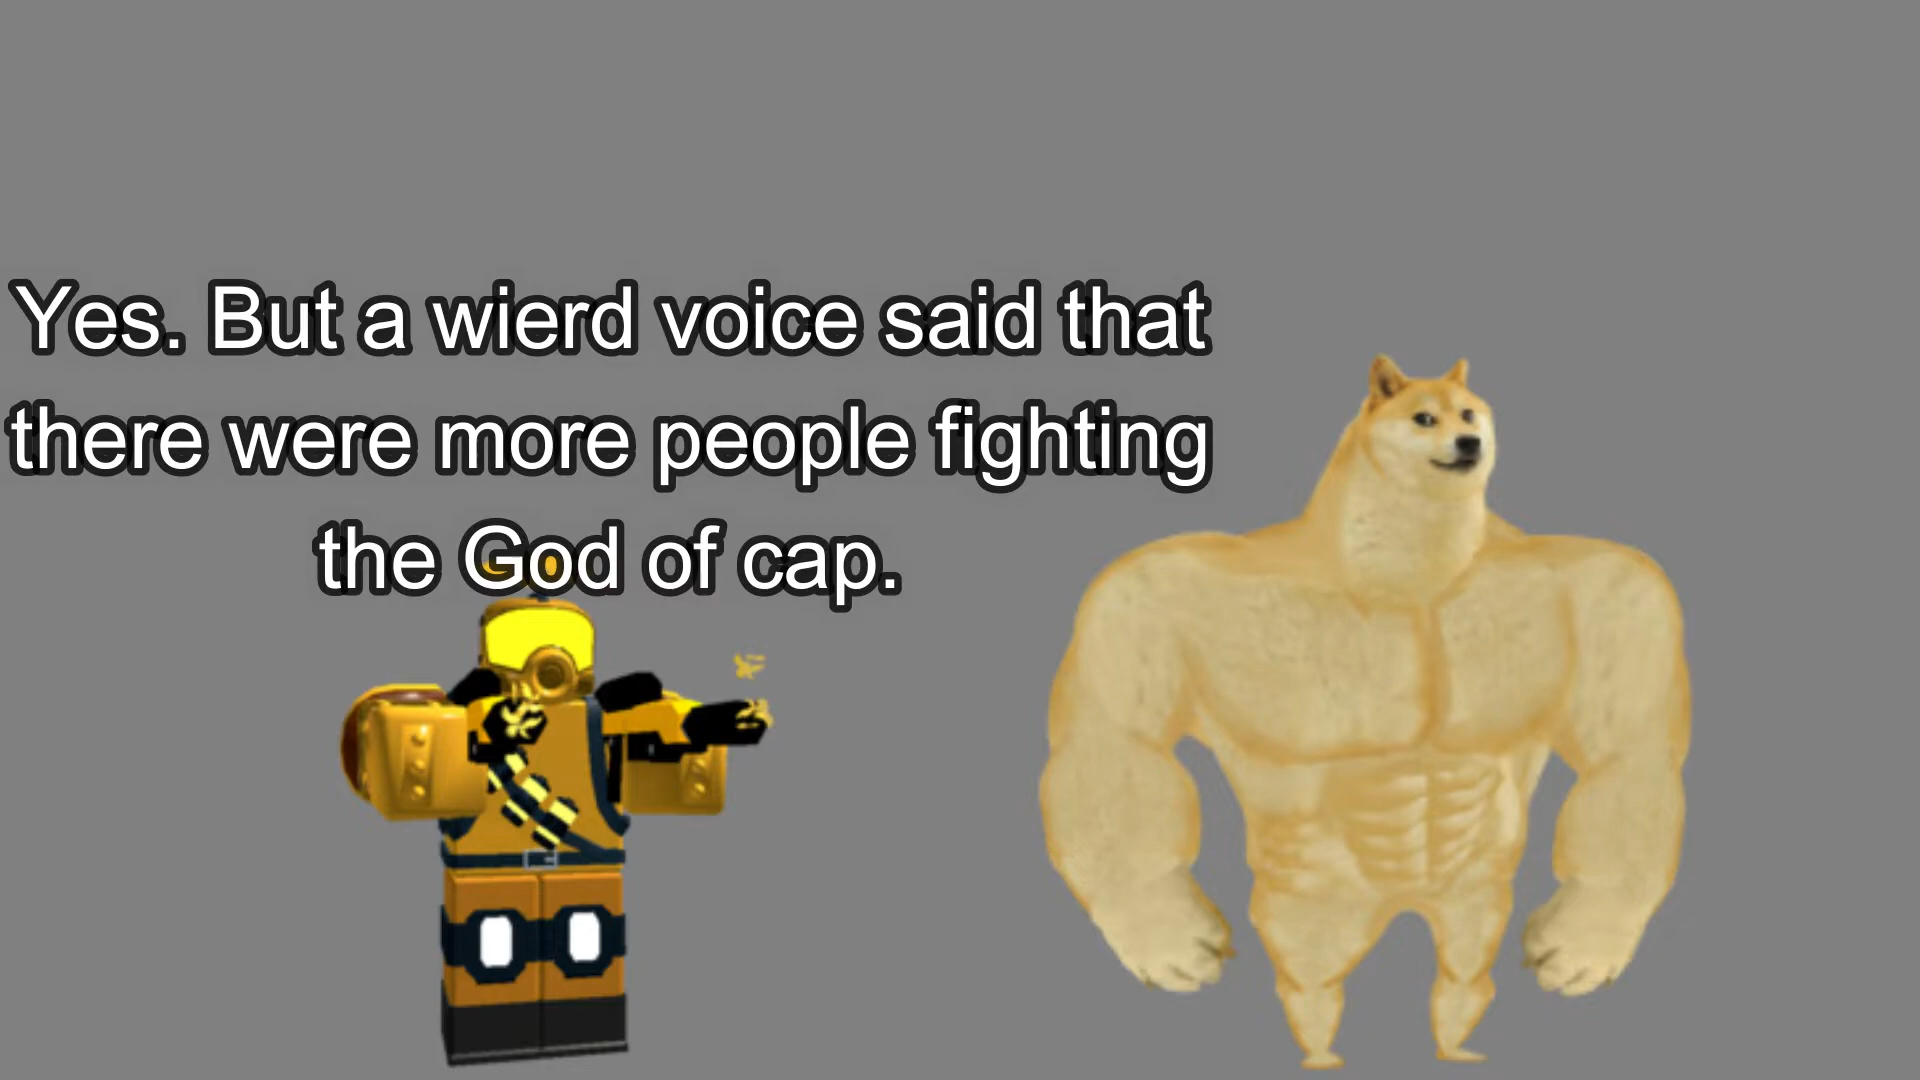 Yes. But a wierd voice said that
there were more people fighting
the God of cap.